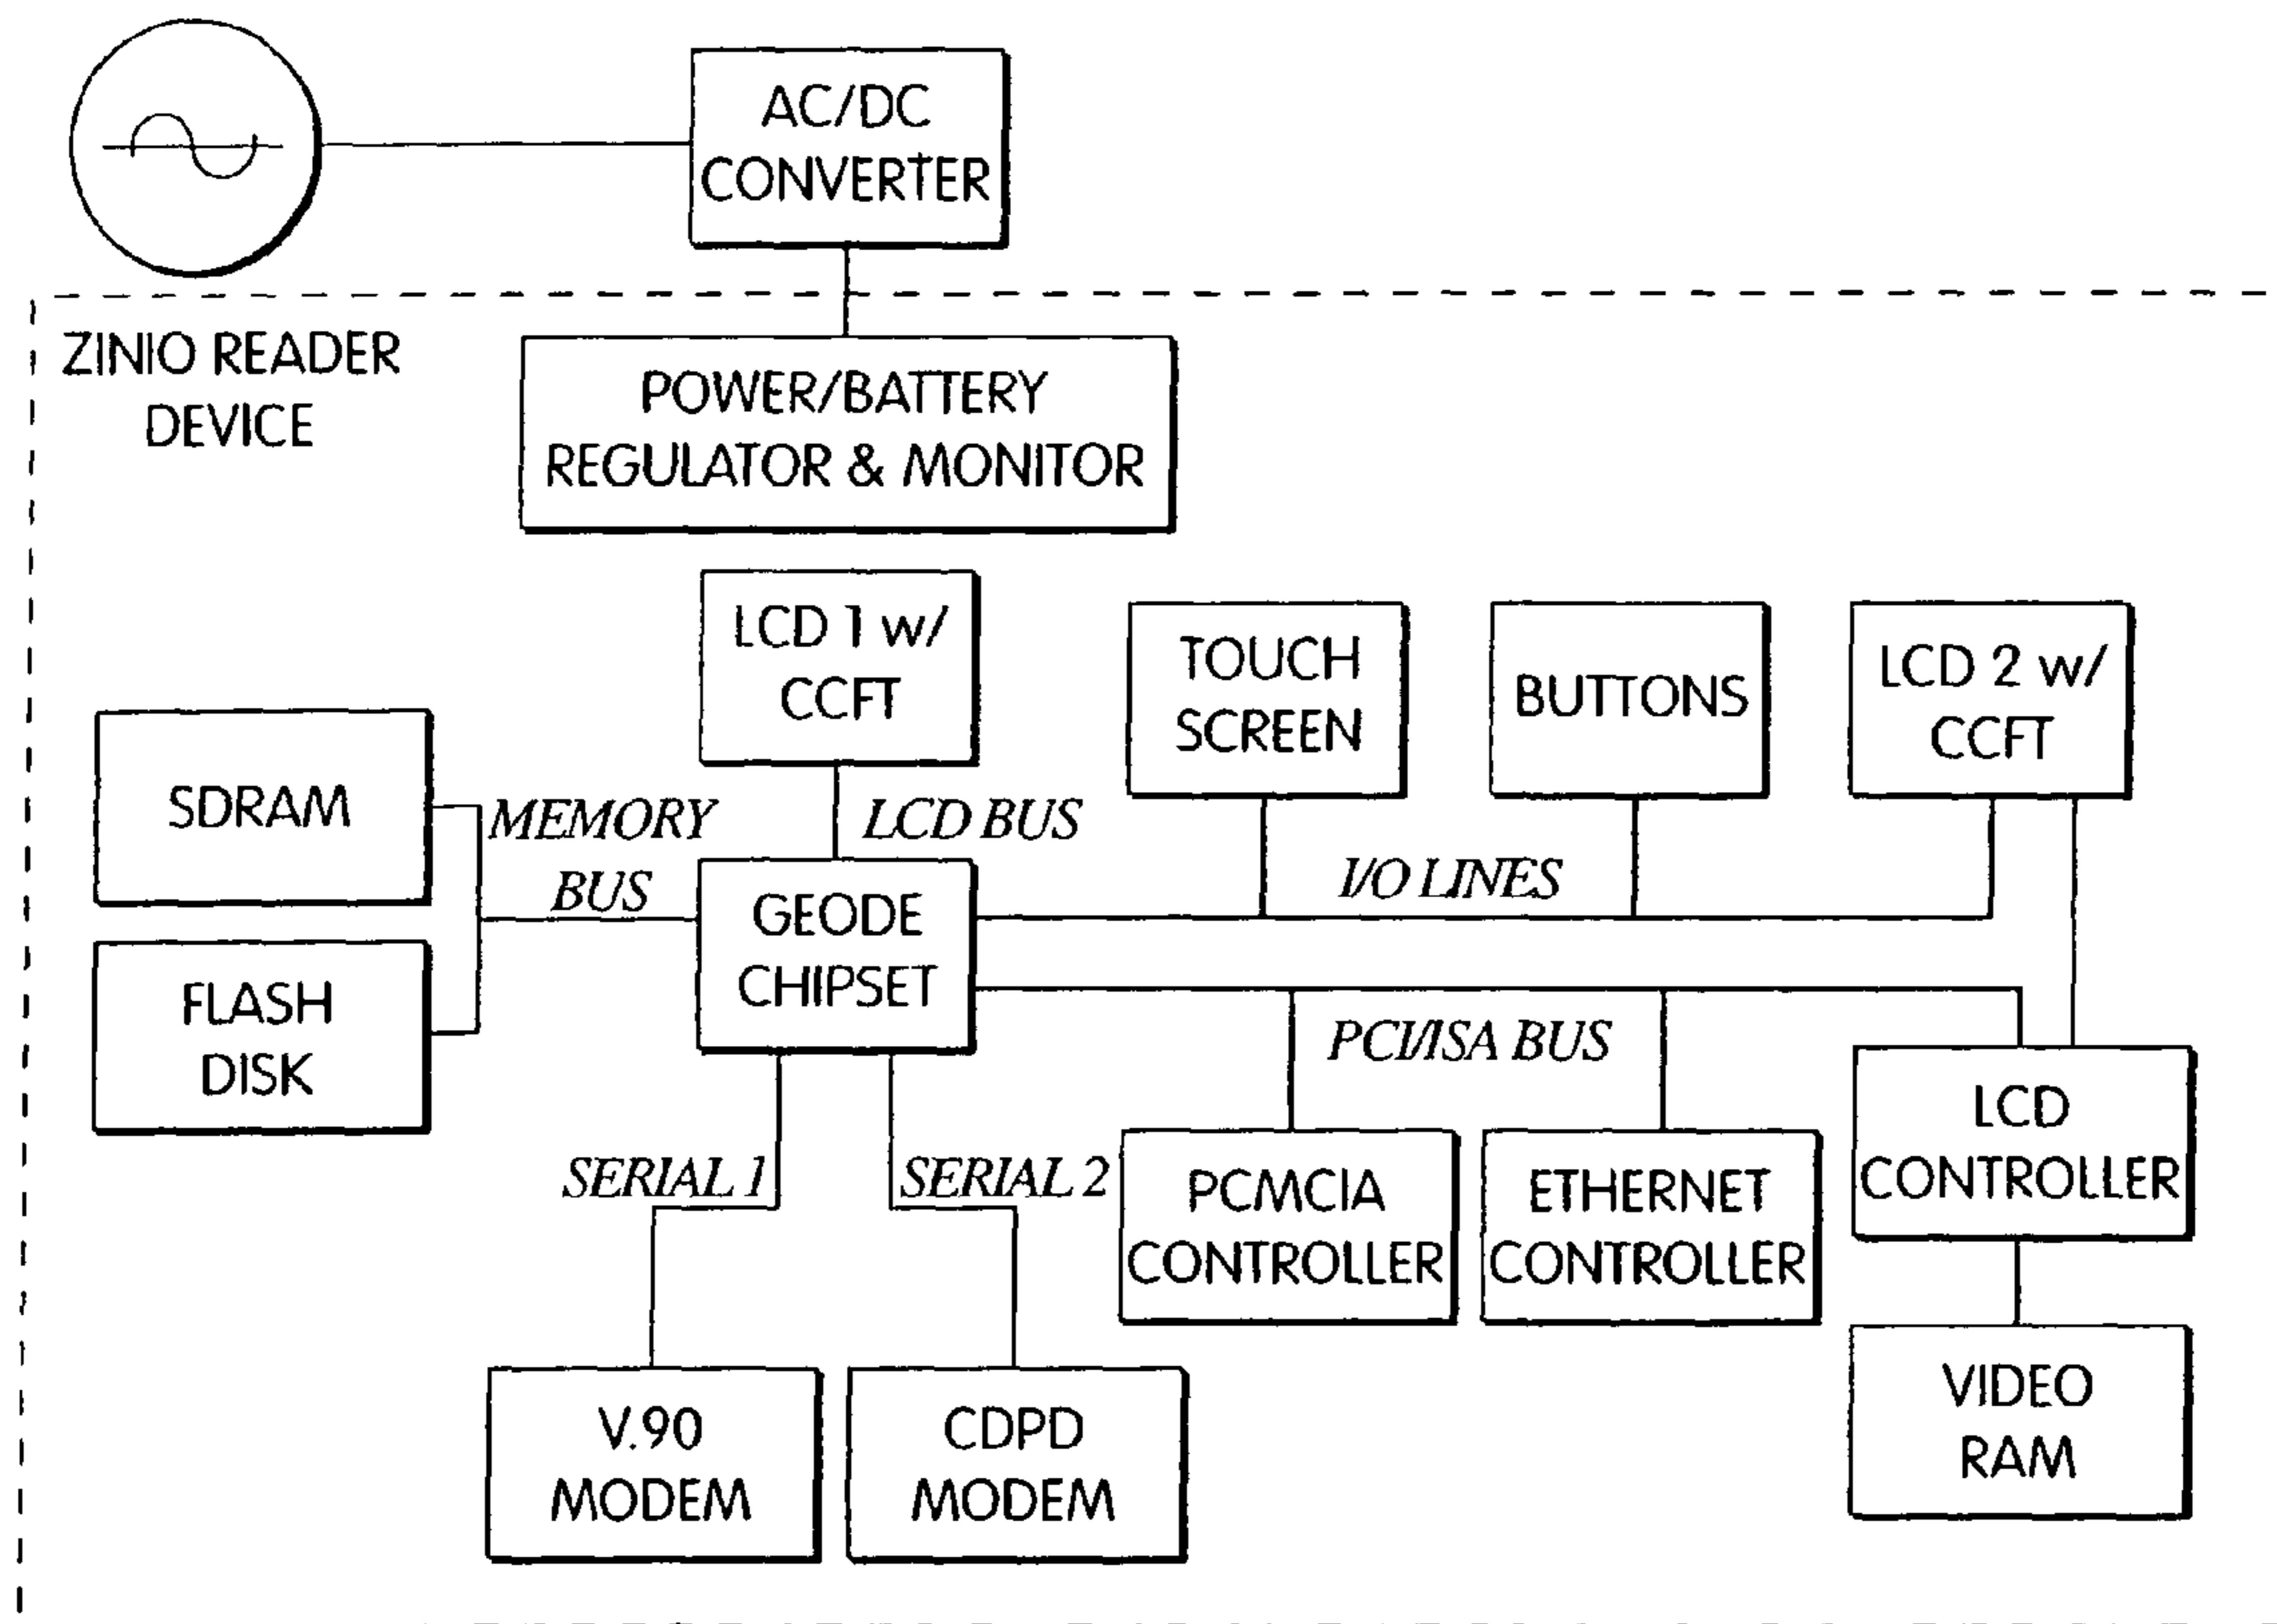 AC/DC
CONVERTER
ZINIO READER
DEVICE
POWER/BATTERY
REGULATOR & MONITOR
LCD 1 w/
CCFT
TOUCH
SCREEN
BUTTONS
LCD 2 w/
CCFT
SDRAM
MEMORY
BUS
LCD BUS
I/O LINES
GEODE
CHIPSET
FLASH
DISK
PCI/ISA BUS
LCD
CONTROLLER
SERIAL 1
SERIAL 2
PCMCIA
CONTROLLER
ETHERNET
CONTROLLER
V.90
MODEM
CDPD
MODEM
VIDEO
RAM